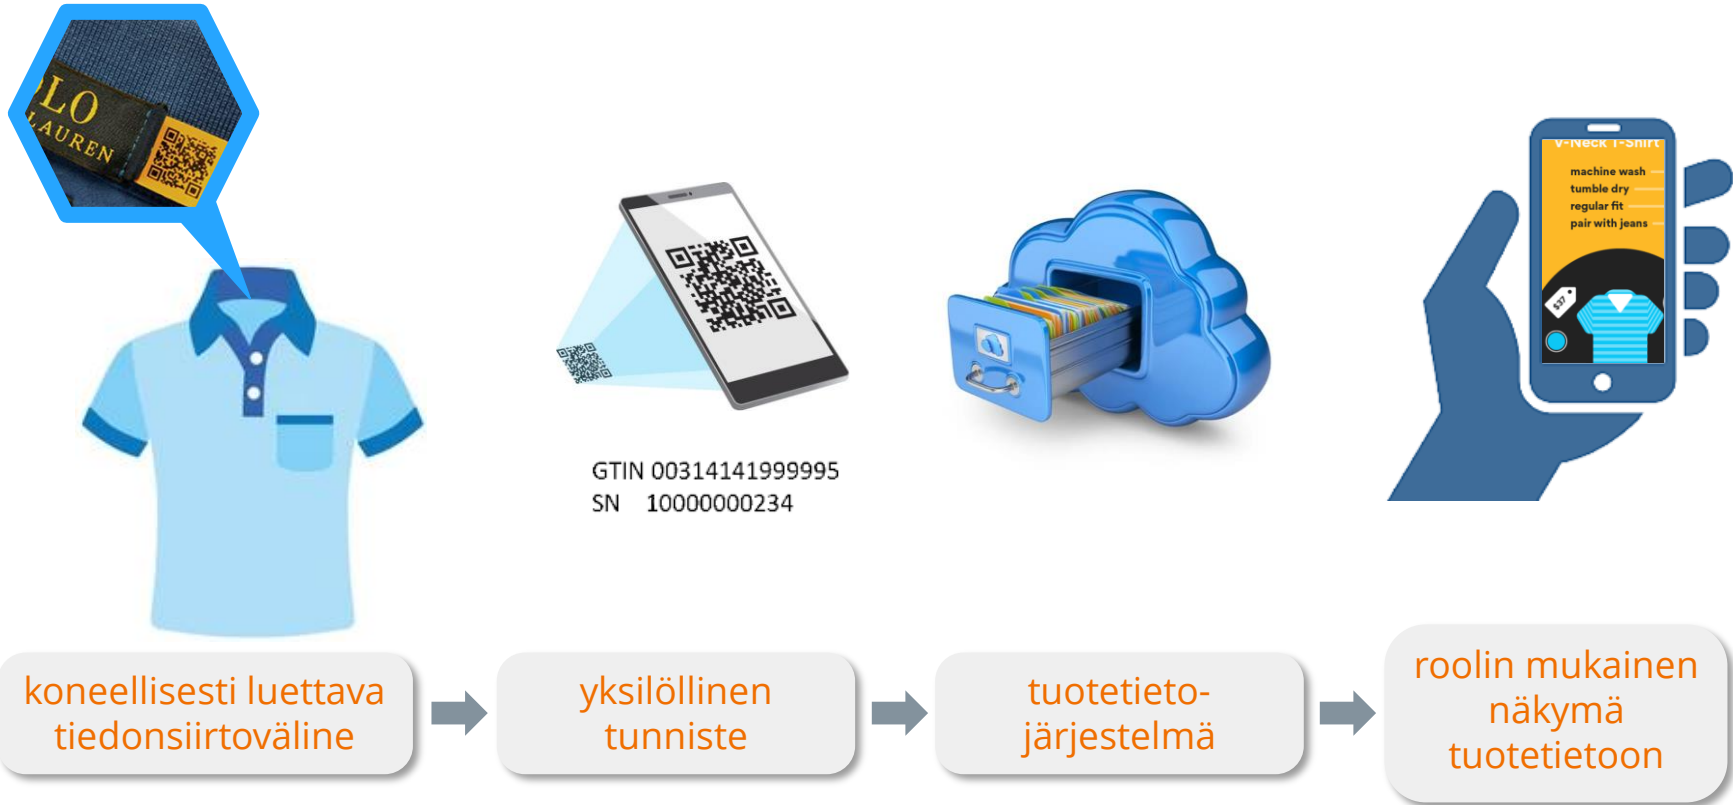 OLO
LAUREN
V-Neck T-Shirt
machine wash
tumble dry
regular fit
pair with jeans
$37
GTIN 00314141999995
SN 10000000234
koneellisesti luettava
tiedonsiirtoväline
yksilöllinen
tunniste
tuotetieto-
järjestelmä
roolin mukainen
näkymä
tuotetietoon